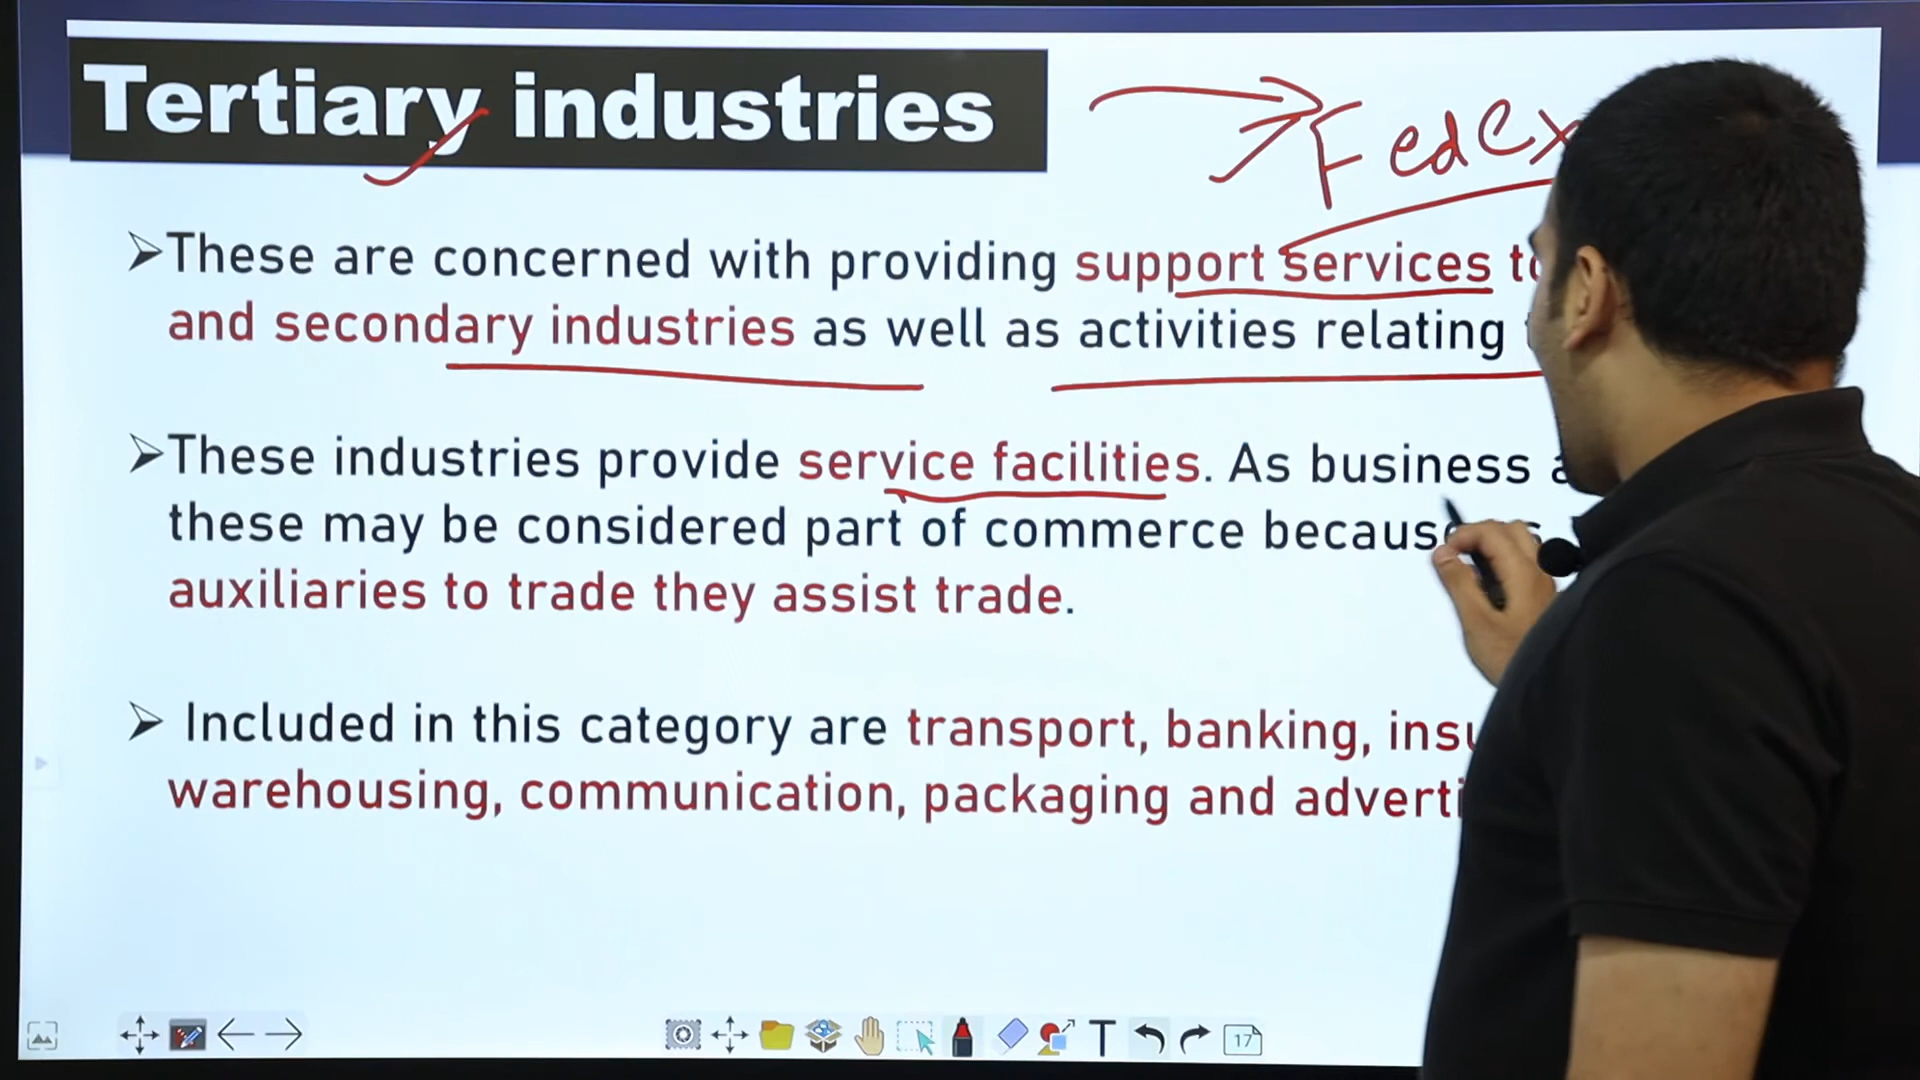 Tertiary industries
FedEx
➢These are concerned with providing support services to
and secondary industries as well as activities relating
➢These industries provide service facilities. As business
these may be considered part of commerce because as
auxiliaries to trade they assist trade.
➢ Included in this category are transport, banking,
warehousing, communication, packaging and
T
17